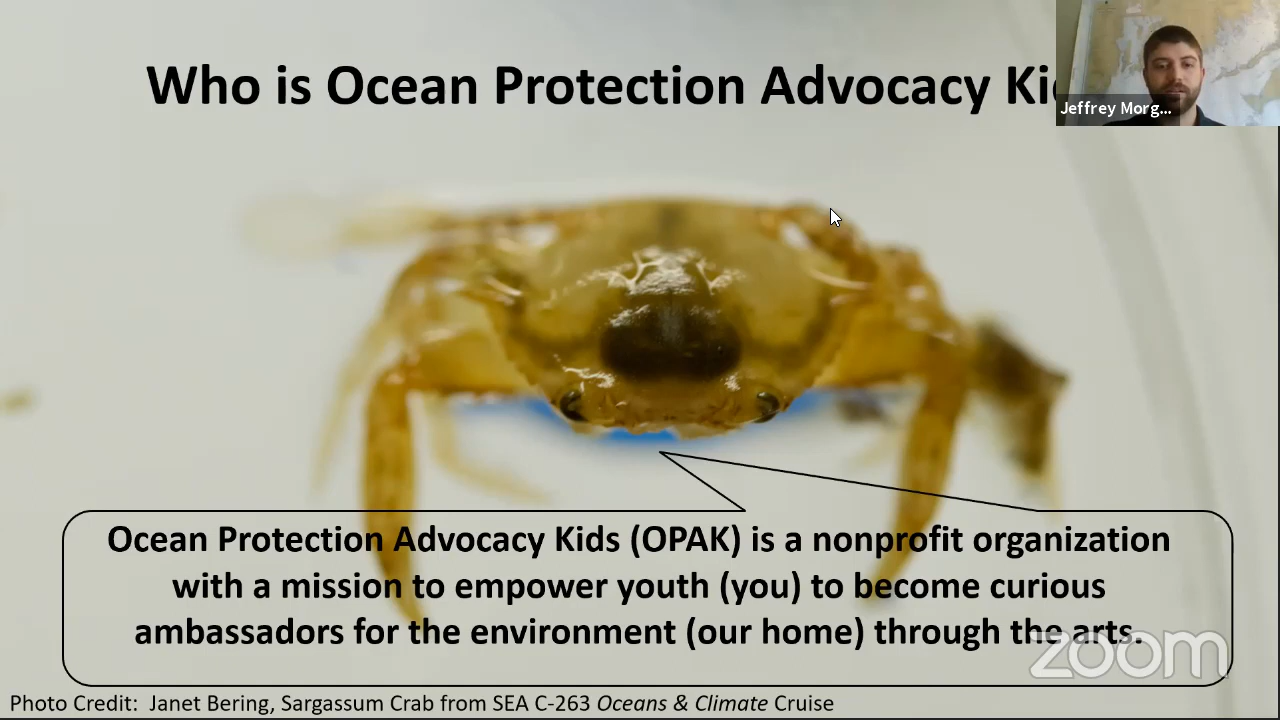 Who is Ocean Protection Advocacy
Jeffrey Morg...
Ocean Protection Advocacy Kids (OPAK) is a nonprofit organization
with a mission to empower youth (you) to become curious
ambassadors for the environment (our home) through the arts.
zoom
Photo Credit: Janet Bering, Sargassum Crab from SEA C-263 Oceans & Climate Cruise